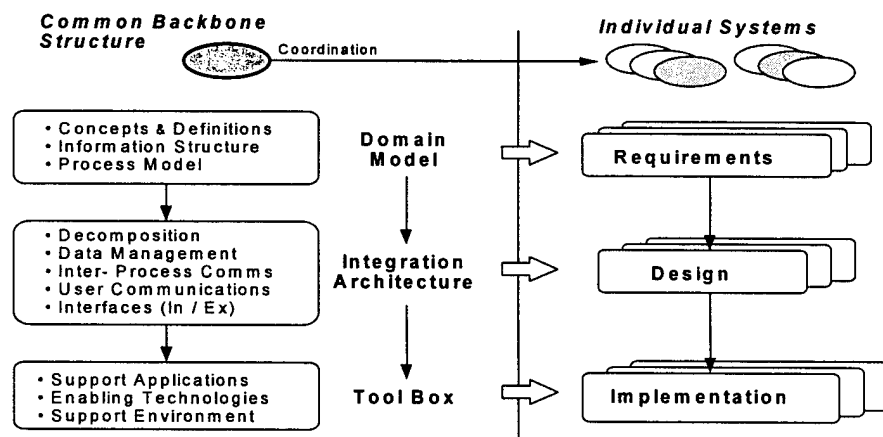 Common Backbone
Structure
Coordination
Individual Systems
• Concepts & Definitions
• Information Structure
• Process Model
Domain
Model
Requirements
• Decomposition
• Data Management
• Inter- Process Comms
• User Communications
• Interfaces (In / Ex)
Integration
Architecture
Design
• Support Applications
• Enabling Technologies
• Support Environment
Tool Box
Implementation